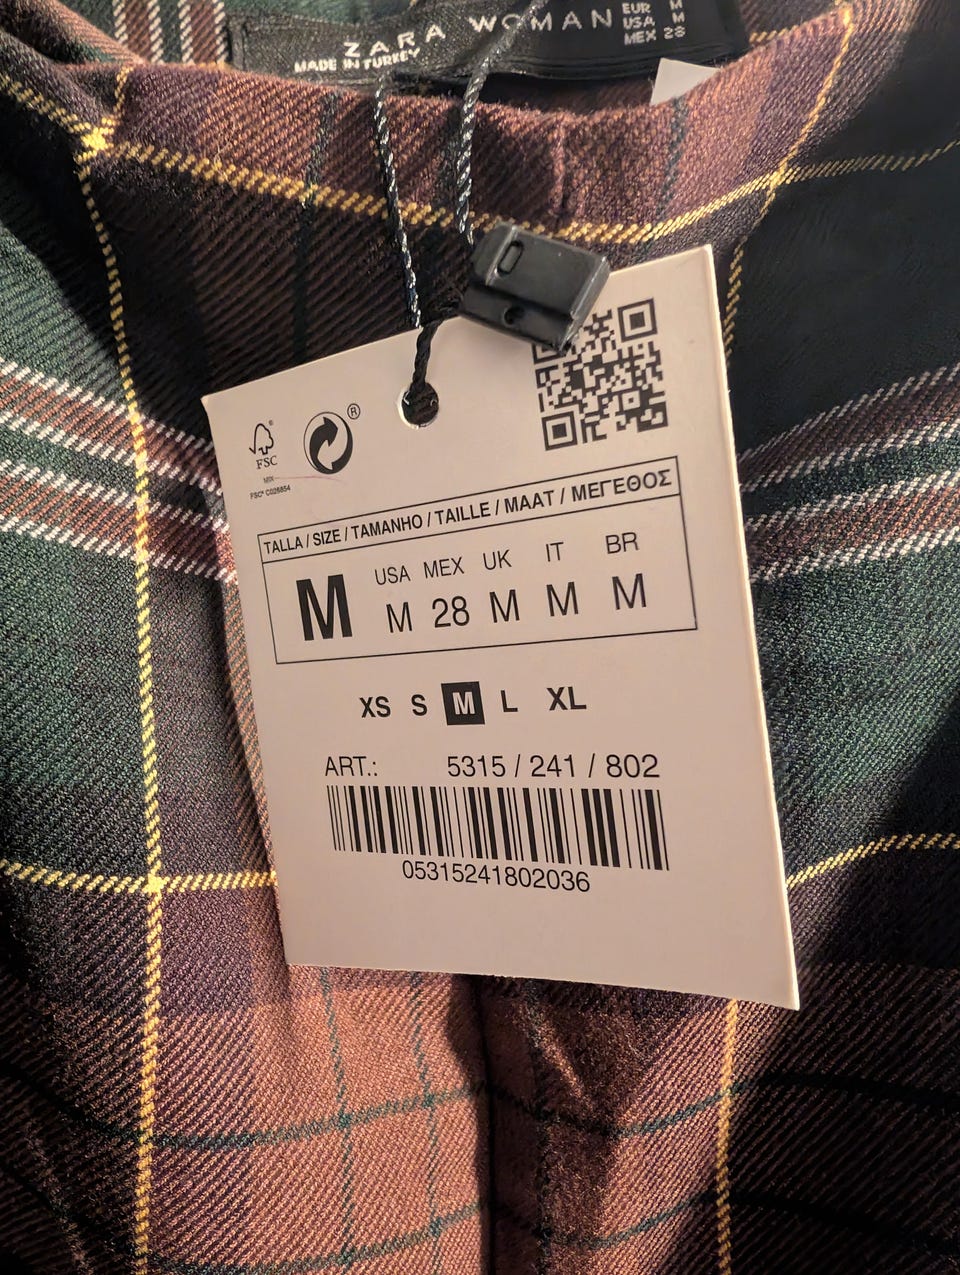 ZARA WOMAN
MADE IN TURKEY
EUR M
USA M
MEX 28
®
FSC
MIX
FSC® C028854
®
TALLA / SIZE / TAMANHO / TAILLE / MAAT / ΜΕΓΕΘΟΣ
M
USA MEX UK IT BR
M 28 M M M
XS S M L XL
ART.: 5315 / 241 / 802
05315241802036